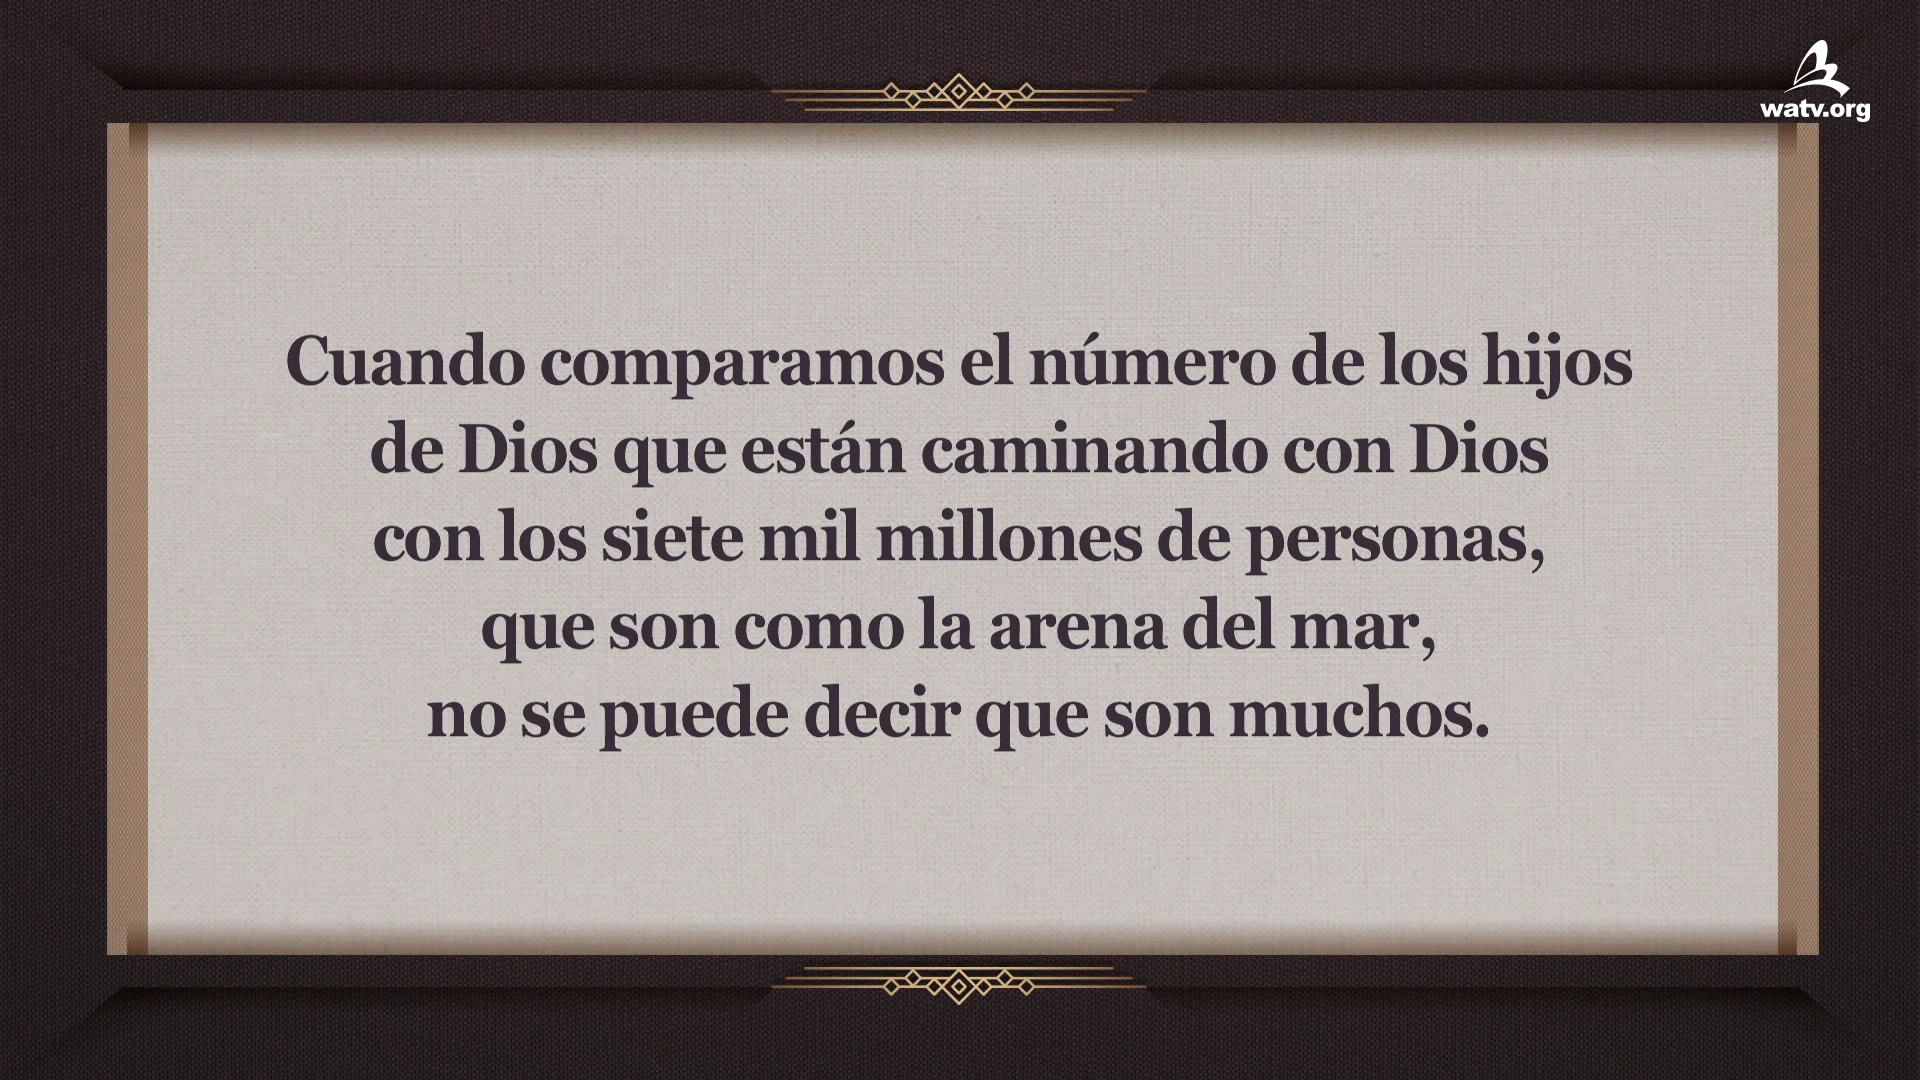 watv.org
Cuando comparamos el número de los hijos
de Dios que están caminando con Dios
con los siete mil millones de personas,
que son como la arena del mar,
no se puede decir que son muchos.